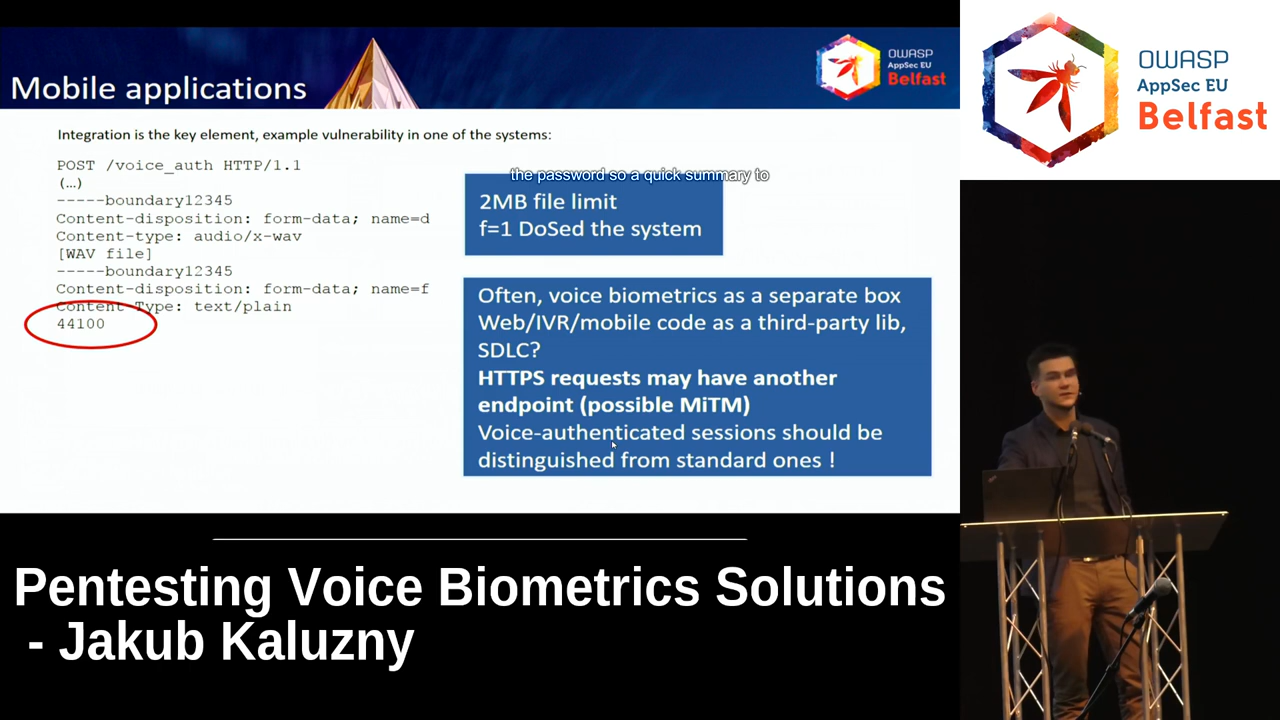 Mobile applications
OWASP
AppSec EU
Belfast
Integration is the key element, example vulnerability in one of the systems:
POST /voice_auth HTTP/1.1
(…)
-----boundary12345
Content-disposition: form-data; name=d
Content-type: audio/x-wav
[WAV file]
-----boundary12345
Content-disposition: form-data; name=f
Content-Type: text/plain
44100
the password so a quick summary to
2MB file limit
f=1 DoSed the system
Often, voice biometrics as a separate box
Web/IVR/mobile code as a third-party lib,
SDLC?
HTTPS requests may have another
endpoint (possible MiTM)
Voice-authenticated sessions should be
distinguished from standard ones !
OWASP
AppSec EU
Belfast
Pentesting Voice Biometrics Solutions
- Jakub Kaluzny